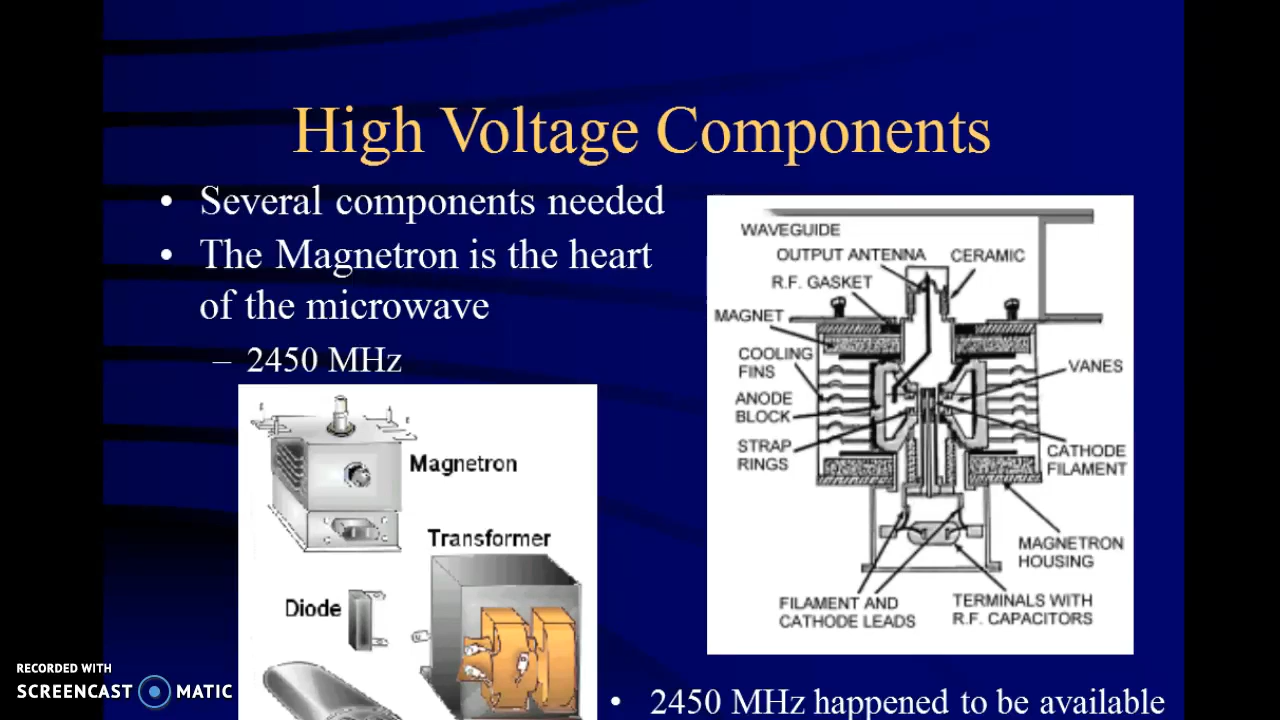 High Voltage Components
• Several components needed
• The Magnetron is the heart
of the microwave
– 2450 MHz
Magnetron
Transformer
Diode
WAVEGUIDE
OUTPUT ANTENNA
CERAMIC
R.F. GASKET
MAGNET
COOLING
FINS
VANES
ANODE
BLOCK
STRAP
RINGS
CATHODE
FILAMENT
MAGNETRON
HOUSING
FILAMENT AND
CATHODE LEADS
TERMINALS WITH
R.F. CAPACITORS
• 2450 MHz happened to be available
RECORDED WITH
SCREENCAST MATIC